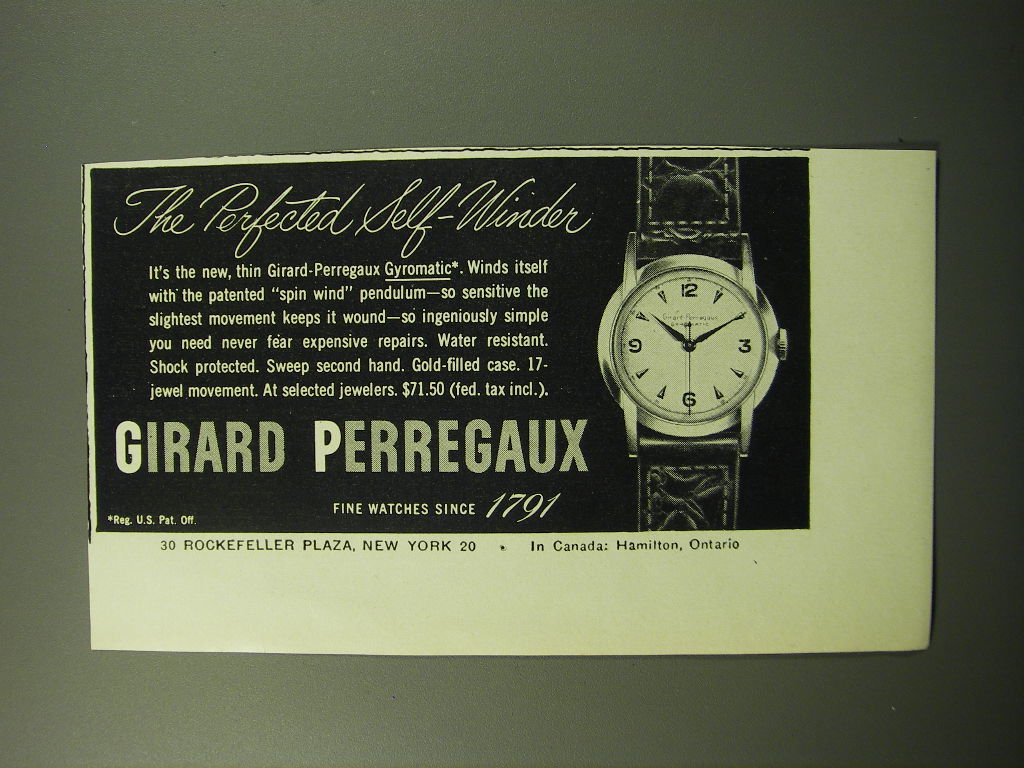 The Perfected Self-Winder
It's the new, thin Girard-Perregaux Gyromatic*. Winds itself
with the patented "spin wind" pendulum—so sensitive the
slightest movement keeps it wound—so ingeniously simple
you need never fear expensive repairs. Water resistant.
Shock protected. Sweep second hand. Gold-filled case. 17-
jewel movement. At selected jewelers. $71.50 (fed. tax incl.).
GIRARD PERREGAUX
FINE WATCHES SINCE 1791
*Reg. U.S. Pat. Off.
12
Girard-Perregaux
GYROMATIC
9 3
6
30 ROCKEFELLER PLAZA, NEW YORK 20 • In Canada: Hamilton, Ontario